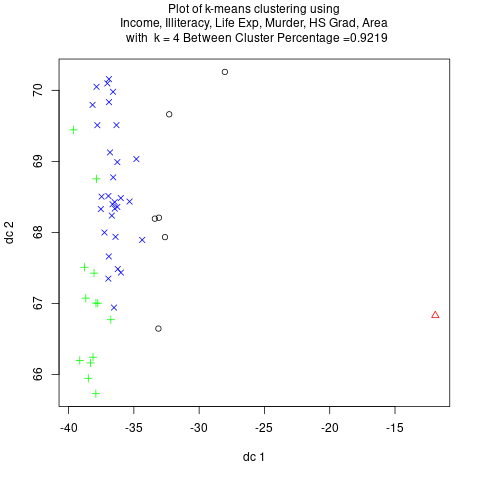 Plot of k-means clustering using
Income, Illiteracy, Life Exp, Murder, HS Grad, Area
with k = 4 Between Cluster Percentage =0.9219
dc 2
70
69
68
67
66
-40
-35
-30
-25
-20
-15
dc 1